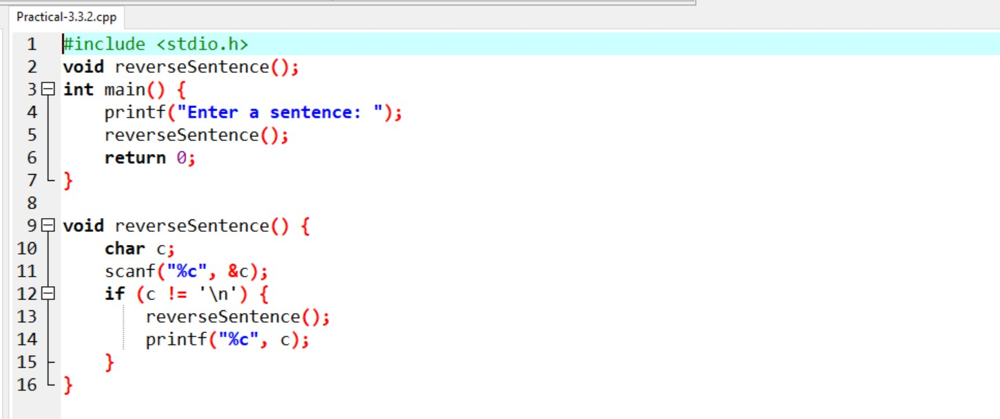 Practical-3.3.2.cpp
1 #include <stdio.h>
2 void reverseSentence();
3 int main() {
4     printf("Enter a sentence: ");
5     reverseSentence();
6     return 0;
7 }
8
9 void reverseSentence() {
10     char c;
11     scanf("%c", &c);
12     if (c != '\n') {
13         reverseSentence();
14         printf("%c", c);
15     }
16 }